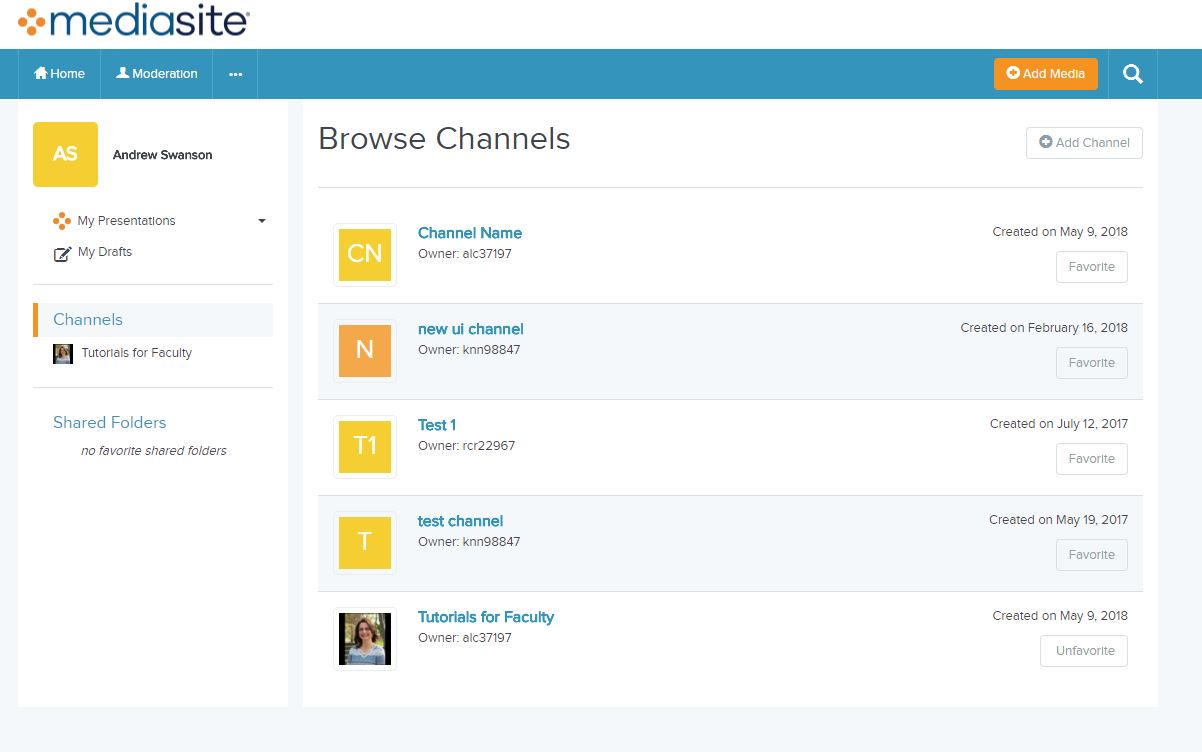 mediasite
Home
Moderation
...
Add Media
AS
Andrew Swanson
My Presentations
My Drafts
Channels
Tutorials for Faculty
Shared Folders
no favorite shared folders
Browse Channels
Add Channel
CN
Channel Name
Owner: alc37197
Created on May 9, 2018
Favorite
N
new ui channel
Owner: knn98847
Created on February 16, 2018
Favorite
T1
Test 1
Owner: rcr22967
Created on July 12, 2017
Favorite
T
test channel
Owner: knn98847
Created on May 19, 2017
Favorite
Tutorials for Faculty
Owner: alc37197
Created on May 9, 2018
Unfavorite